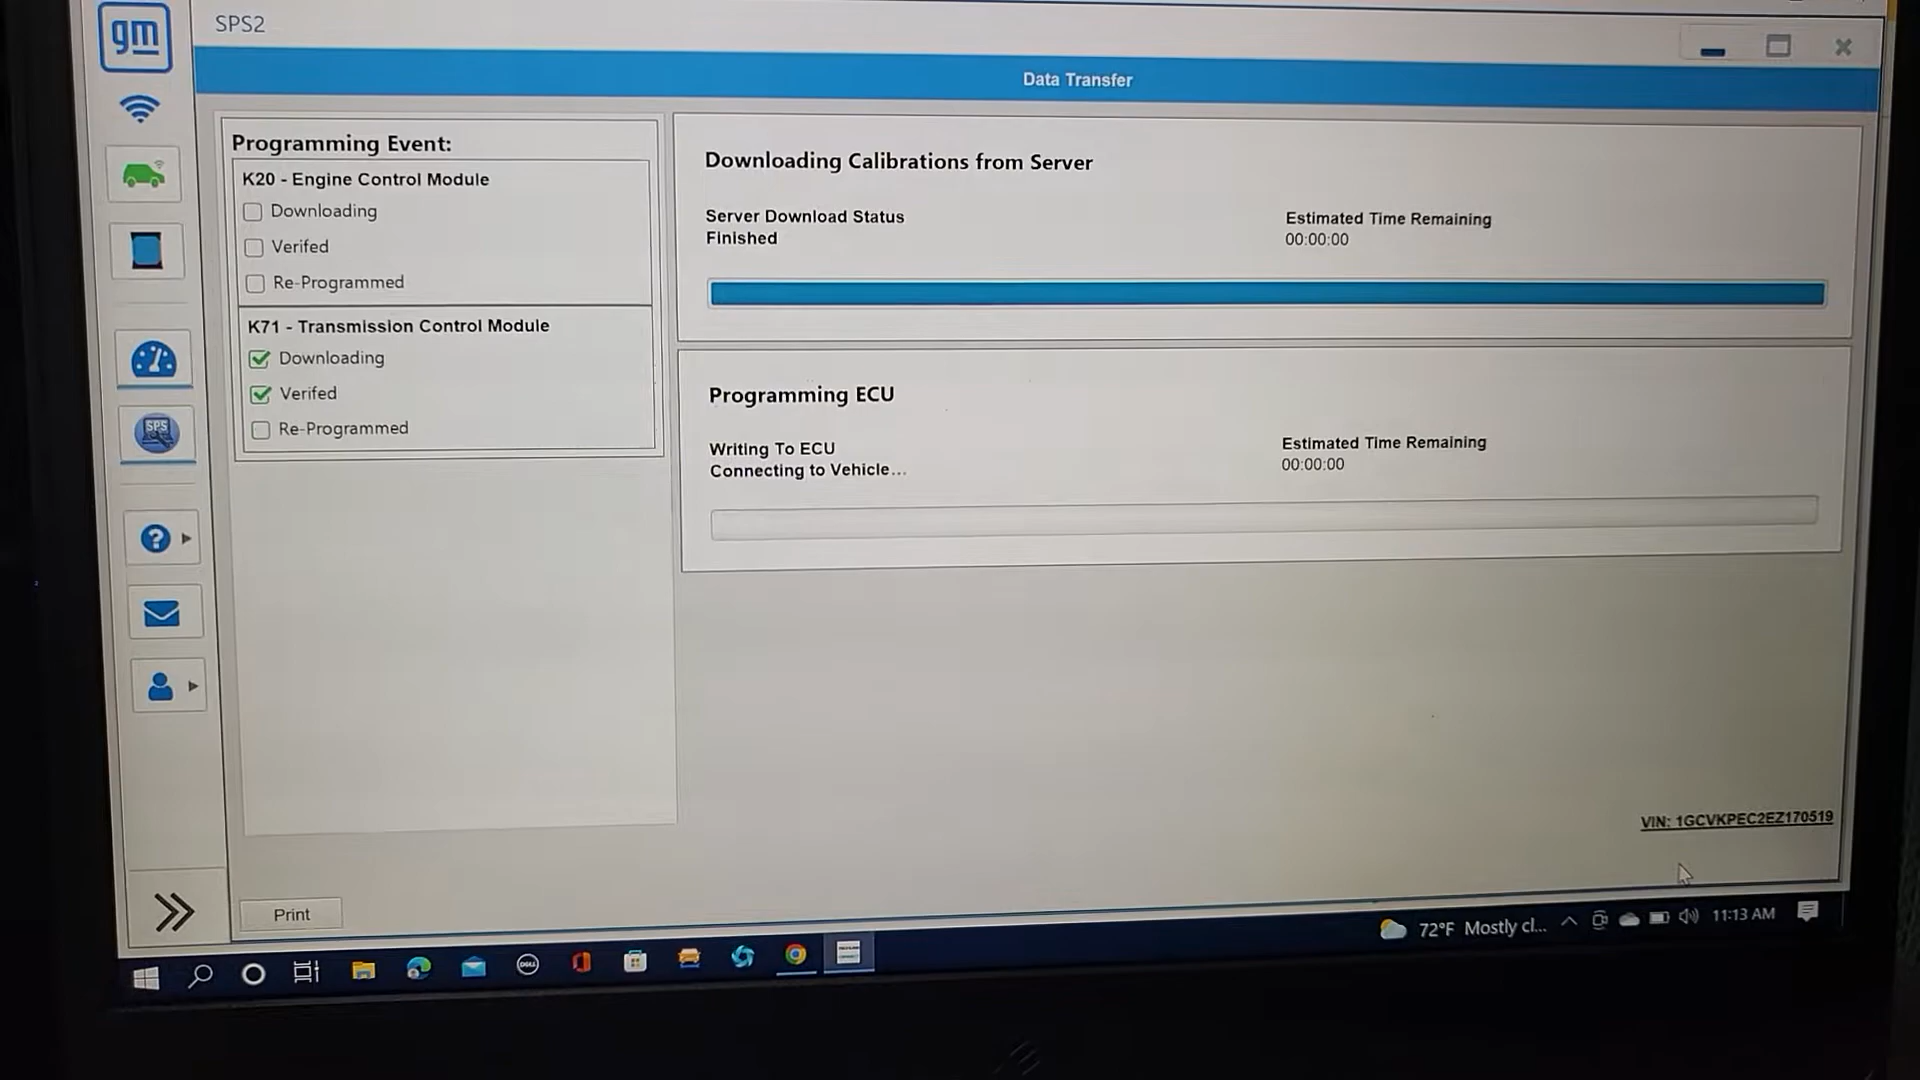 gm
SPS2
Data Transfer
Programming Event:
K20 - Engine Control Module
Downloading
Verifed
Re-Programmed
K71 - Transmission Control Module
Downloading
Verifed
Re-Programmed
Downloading Calibrations from Server
Server Download Status
Finished
Estimated Time Remaining
00:00:00
Programming ECU
Writing To ECU
Connecting to Vehicle...
Estimated Time Remaining
00:00:00
SPS
?
VIN: 1GCVKPEC2EZ170519
Print
DELL
72°F Mostly cl...
11:13 AM